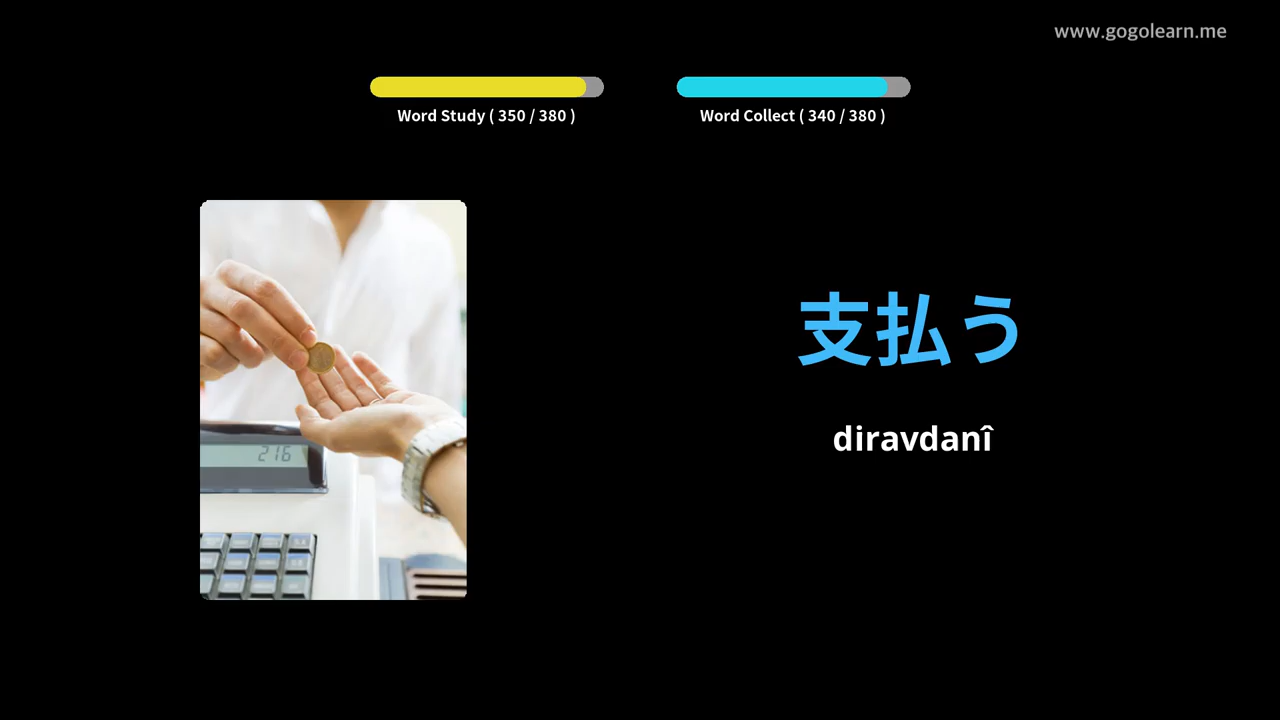 www.gogolearn.me
Word Study ( 350 / 380 )
Word Collect ( 340 / 380 )
支払う
diravdanî
216